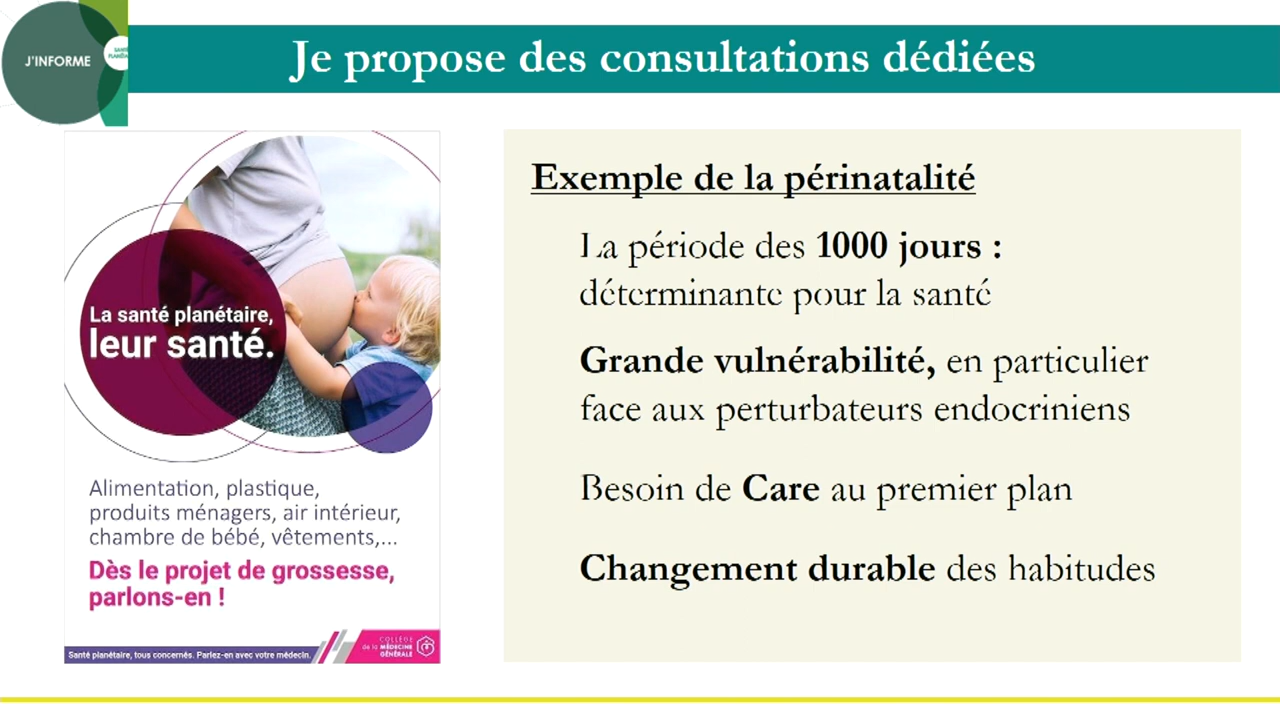 J'INFORME
SANTÉ
Je propose des consultations dédiées
La santé planétaire,
leur santé.
Alimentation, plastique,
produits ménagers, air intérieur,
chambre de bébé, vêtements,...
Dès le projet de grossesse,
parlons-en !
Santé planétaire, tous concernés. Parlez-en avec votre médecin.
COLLÈGE
de la MÉDECINE
GÉNÉRALE
Exemple de la périnatalité
La période des 1000 jours :
déterminante pour la santé
Grande vulnérabilité, en particulier
face aux perturbateurs endocriniens
Besoin de Care au premier plan
Changement durable des habitudes